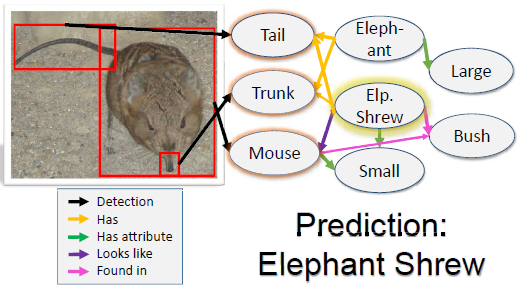 Tail
Eleph-
ant
Large
Trunk
Elp.
Shrew
Bush
Mouse
Small
Detection
Has
Has attribute
Looks like
Found in
Prediction:
Elephant Shrew